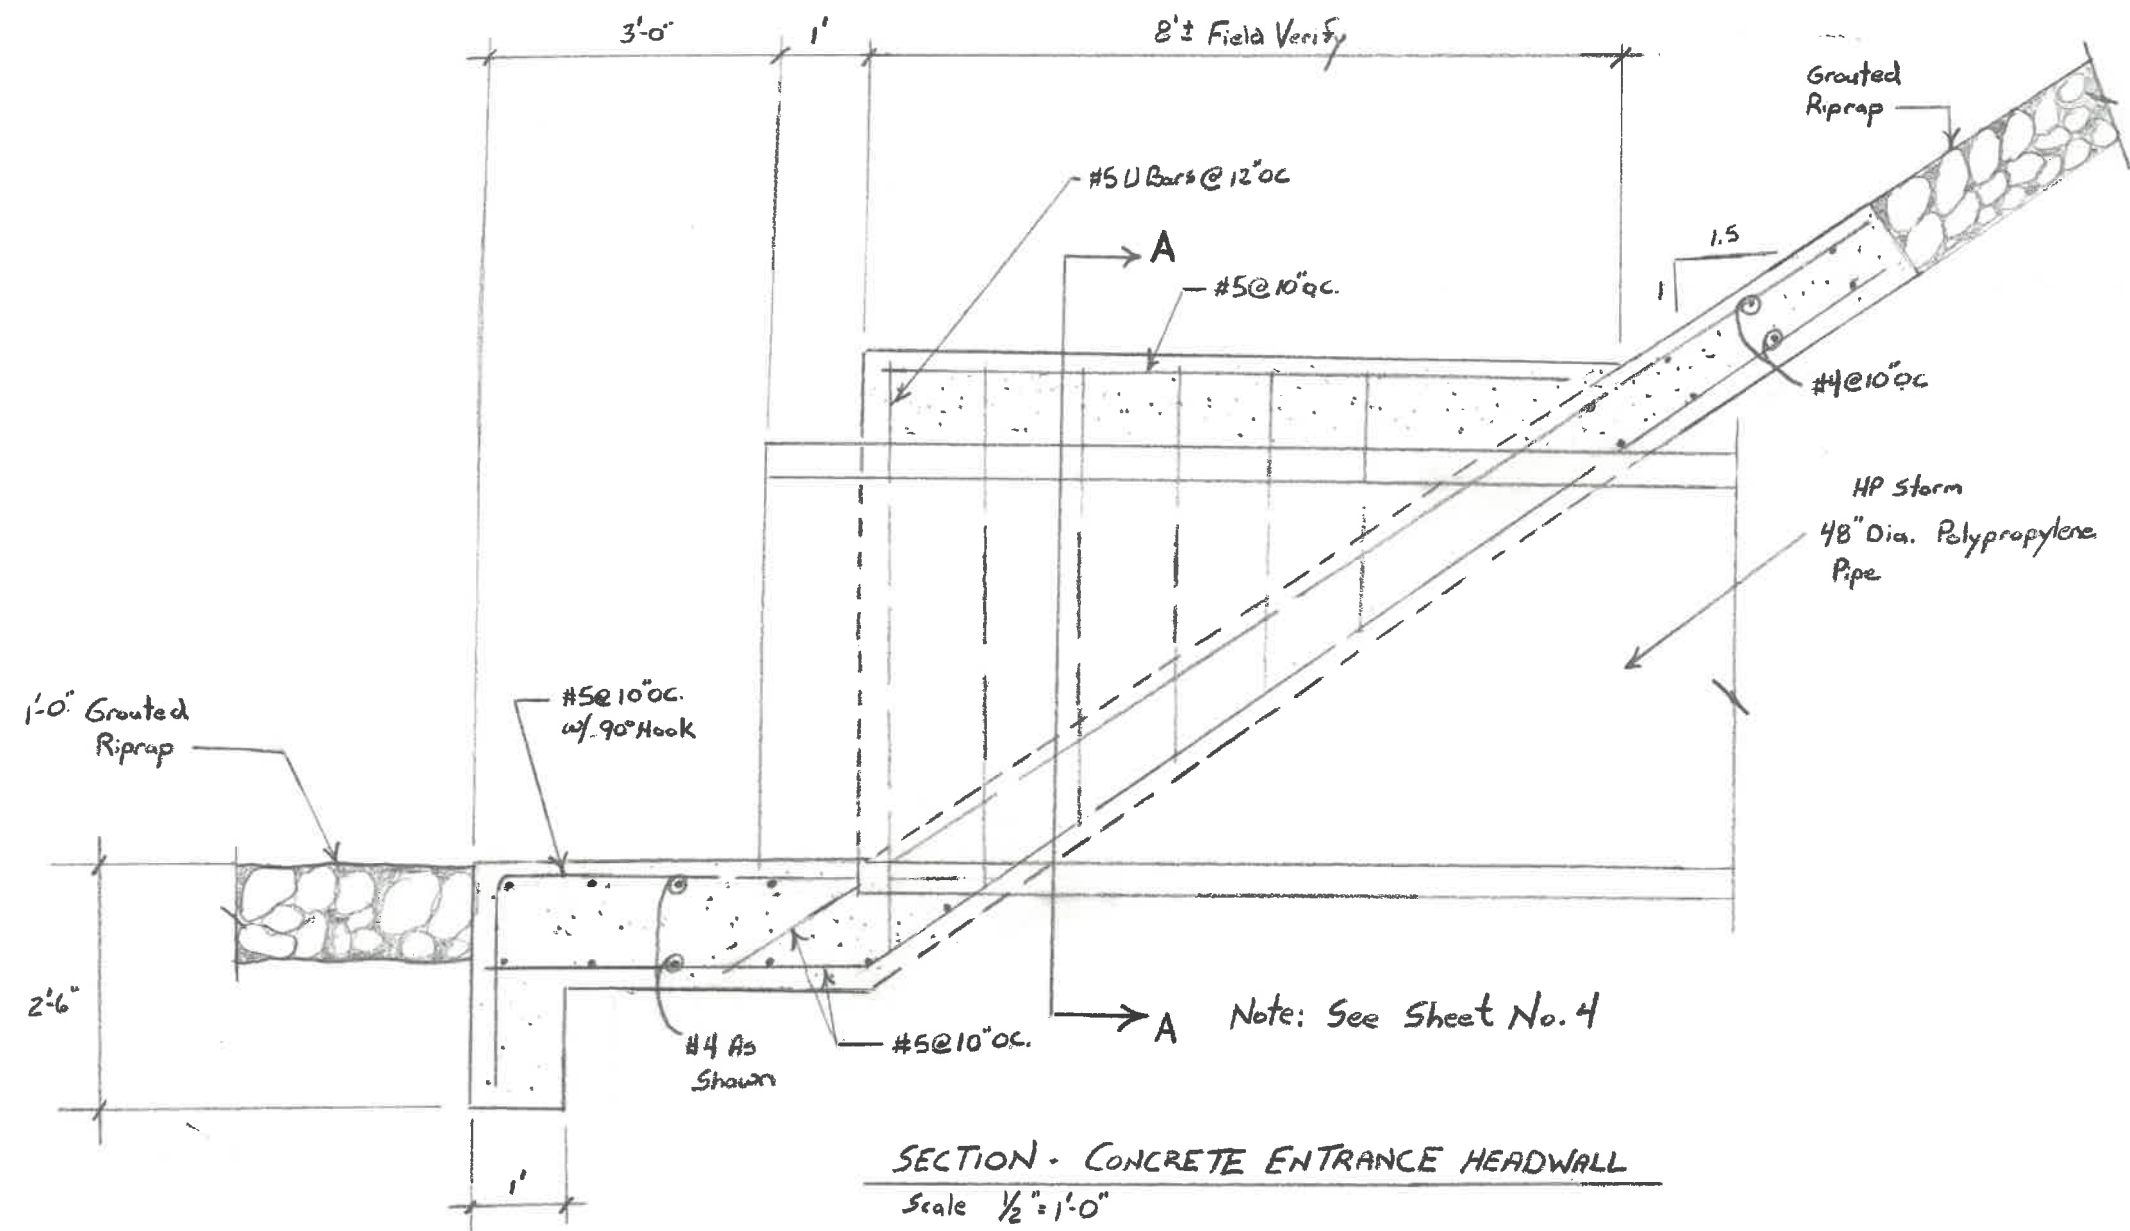 3'-0"
1'
8'± Field Verify
Grouted
Riprap
#5 U Bars @ 12" OC
A
1.5
1
#5@10"oc.
#4@10"OC
HP Storm
48" Dia. Polypropylene
Pipe
1'-0" Grouted
Riprap
#5@10"OC.
w/ 90° Hook
2'-6"
#4 As
Shown
#5@10"OC.
A
Note: See Sheet No. 4
1'
SECTION - CONCRETE ENTRANCE HEADWALL
Scale 1/2" = 1'-0"